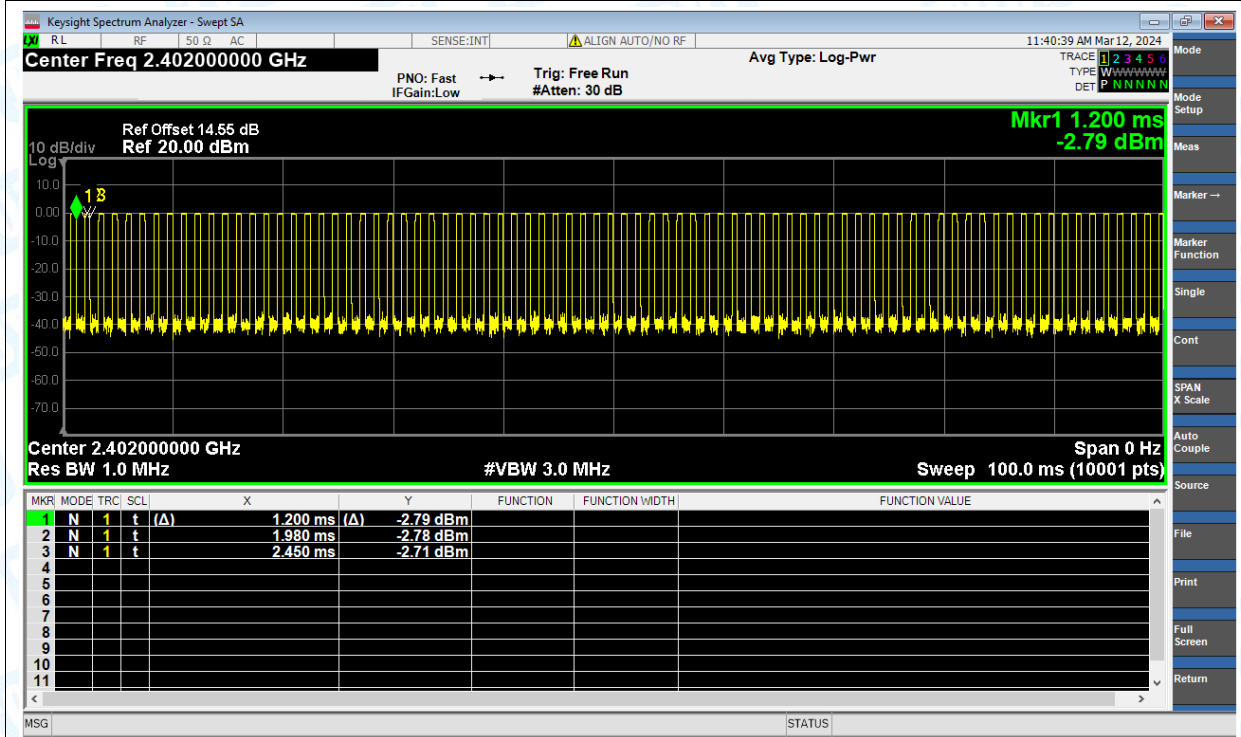 Keysight Spectrum Analyzer - Swept SA
LXI RL RF 50 Ω AC SENSE:INT ALIGN AUTO/NO RF 11:40:39 AM Mar 12, 2024
Center Freq 2.402000000 GHz
PNO: Fast
IFGain:Low
Trig: Free Run
#Atten: 30 dB
Avg Type: Log-Pwr
TRACE 1 2 3 4 5 6
TYPE WWWWWWW
DET P N N N N N
Ref Offset 14.55 dB
10 dB/div Ref 20.00 dBm
Log
Mkr1 1.200 ms
-2.79 dBm
10.0
0.00
-10.0
-20.0
-30.0
-40.0
-50.0
-60.0
-70.0
1
Center 2.402000000 GHz Span 0 Hz
Res BW 1.0 MHz #VBW 3.0 MHz Sweep 100.0 ms (10001 pts)
MKR MODE TRC SCL X Y FUNCTION FUNCTION WIDTH FUNCTION VALUE
1 N 1 t (Δ) 1.200 ms (Δ) -2.79 dBm
2 N 1 t 1.980 ms -2.78 dBm
3 N 1 t 2.450 ms -2.71 dBm
4
5
6
7
8
9
10
11
MSG STATUS
Mode
Mode
Setup
Meas
Marker →
Marker
Function
Single
Cont
SPAN
X Scale
Auto
Couple
Source
File
Print
Full
Screen
Return